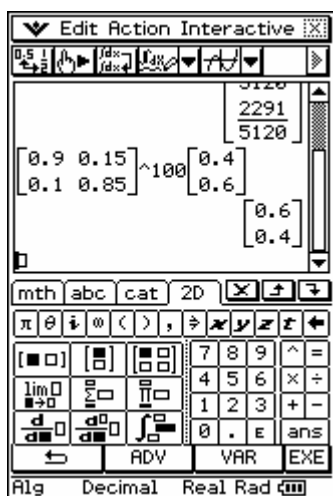 Edit Action Interactive
2291
5120
[0.9 0.15]^100[0.4]
[0.1 0.85] [0.6]
[0.6]
[0.4]
mth abc cat 2D
π θ i ∞ ( ) , ⇒ x y z t ←
7 8 9 ^ =
lim 4 5 6 × ÷
Σ Π 1 2 3 + -
d d ∫ 0 . E ans
ADV VAR EXE
Alg Decimal Real Rad